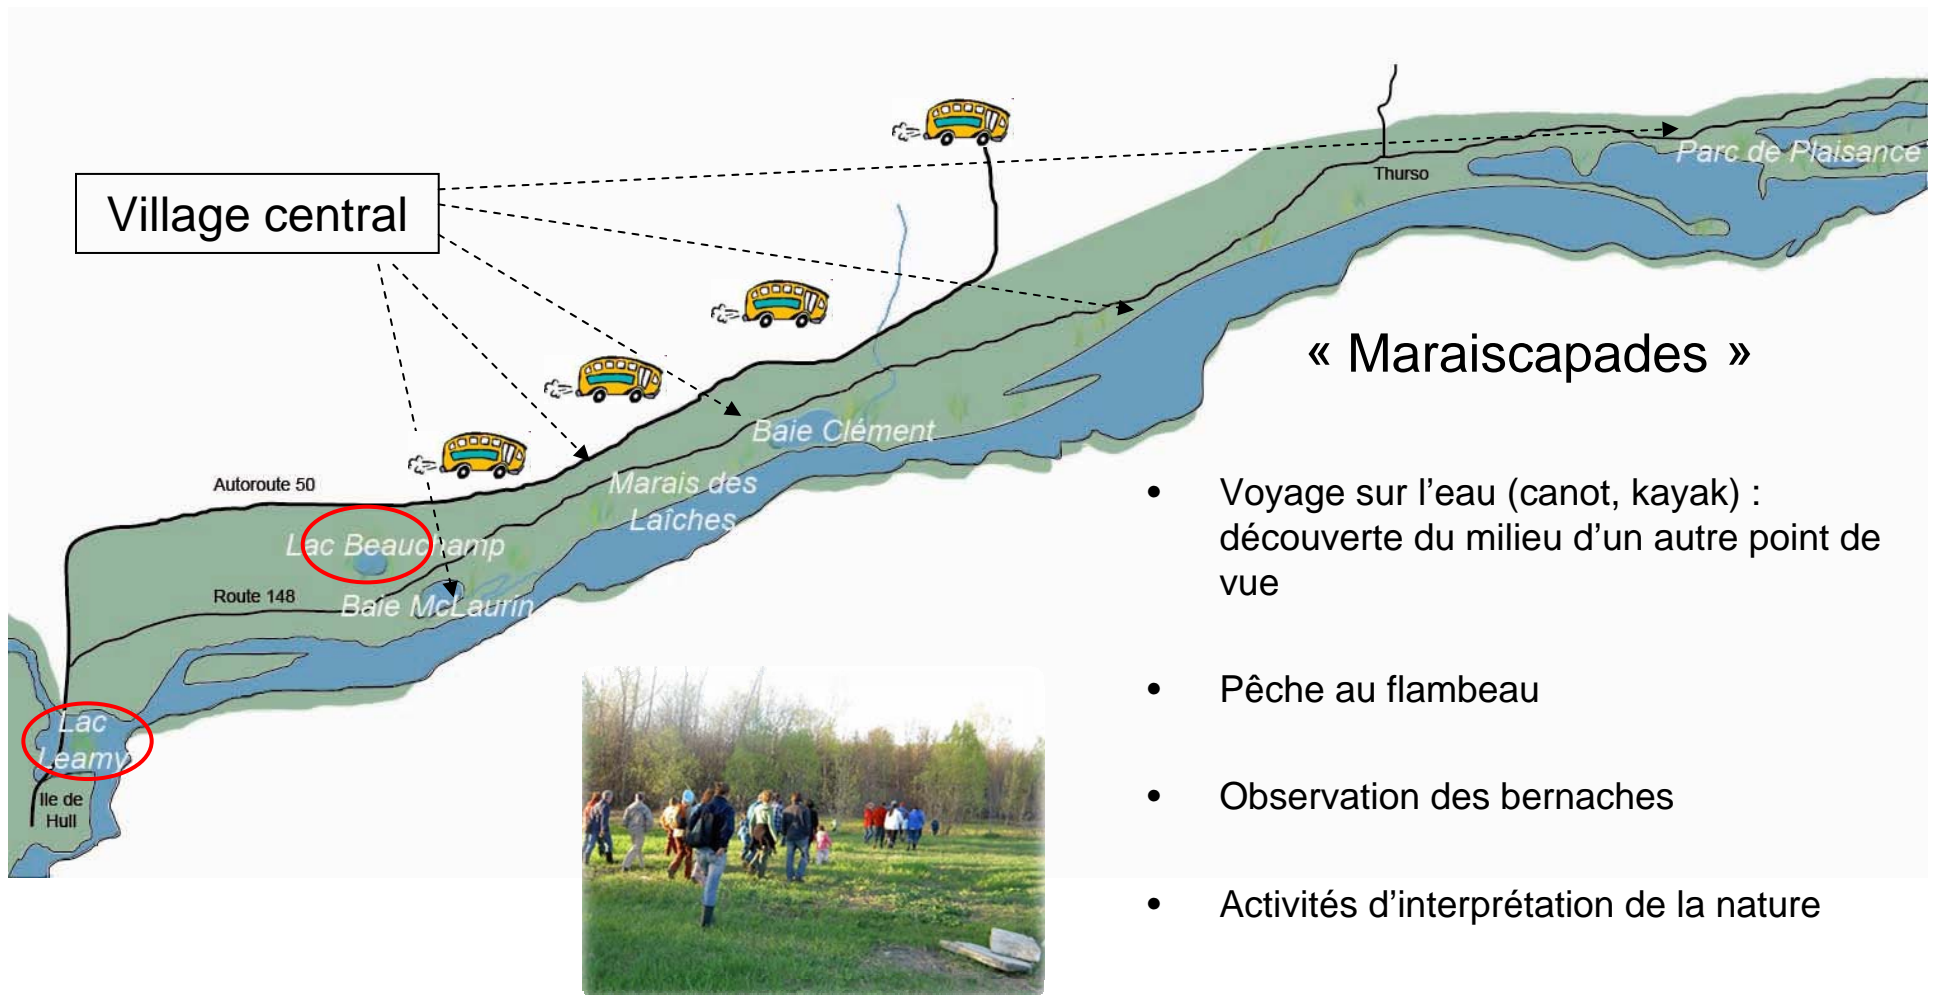 Village central
Parc de Plaisance
Thurso
« Maraiscapades »
Baie Clément
Autoroute 50
Marais des
Laîches
Lac Beauchamp
Route 148
Baie McLaurin
Lac
Leamy
Ile de
Hull
• Voyage sur l’eau (canot, kayak) :
découverte du milieu d’un autre point de
vue
• Pêche au flambeau
• Observation des bernaches
• Activités d’interprétation de la nature